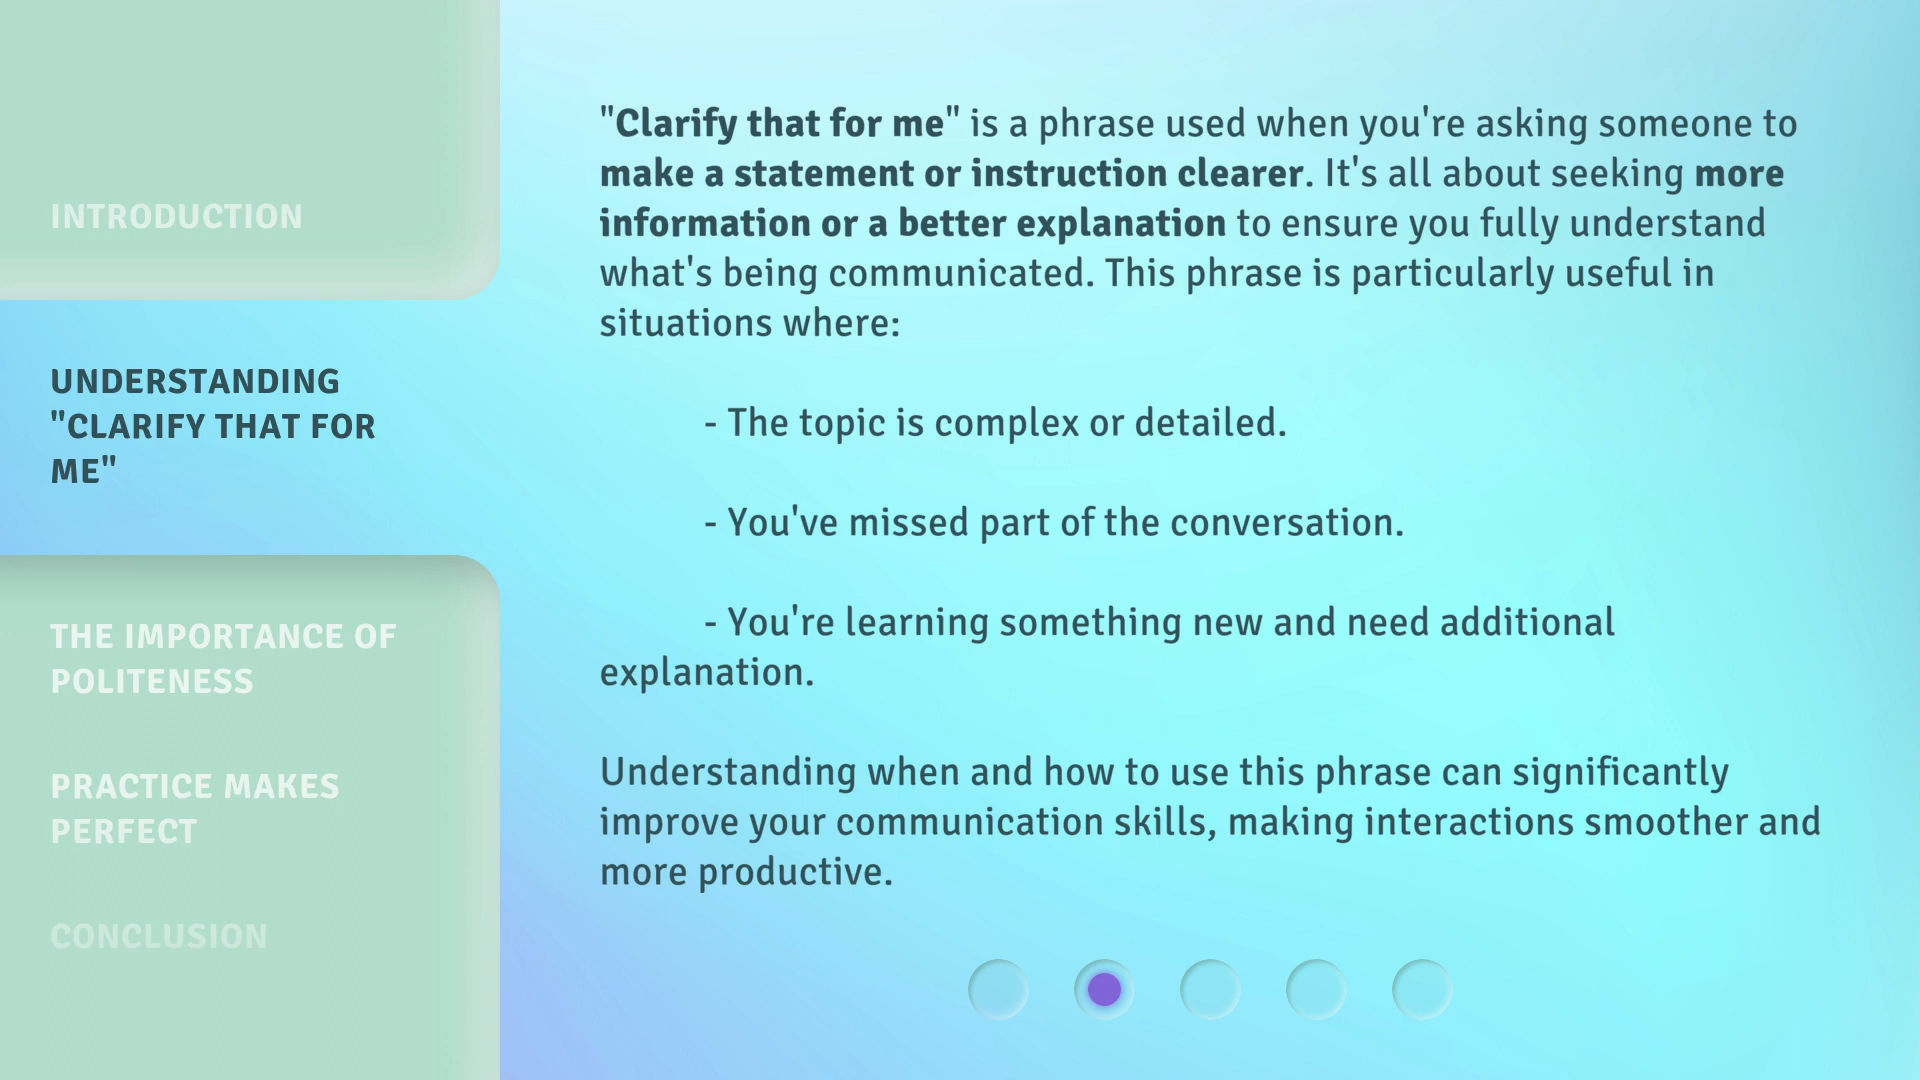 INTRODUCTION
UNDERSTANDING
"CLARIFY THAT FOR
ME"
THE IMPORTANCE OF
POLITENESS
PRACTICE MAKES
PERFECT
CONCLUSION
"Clarify that for me" is a phrase used when you're asking someone to
make a statement or instruction clearer. It's all about seeking more
information or a better explanation to ensure you fully understand
what's being communicated. This phrase is particularly useful in
situations where:
- The topic is complex or detailed.
- You've missed part of the conversation.
- You're learning something new and need additional
explanation.
Understanding when and how to use this phrase can significantly
improve your communication skills, making interactions smoother and
more productive.